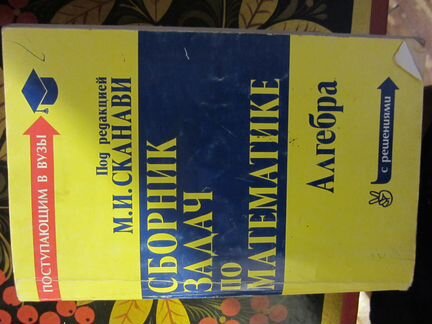 ПОСТУПАЮЩИМ В ВУЗЫ
Под редакцией
М.И.СКАНАВИ
СБОРНИК
ЗАДАЧ
ПО
МАТЕМАТИКЕ
Алгебра
с решениями